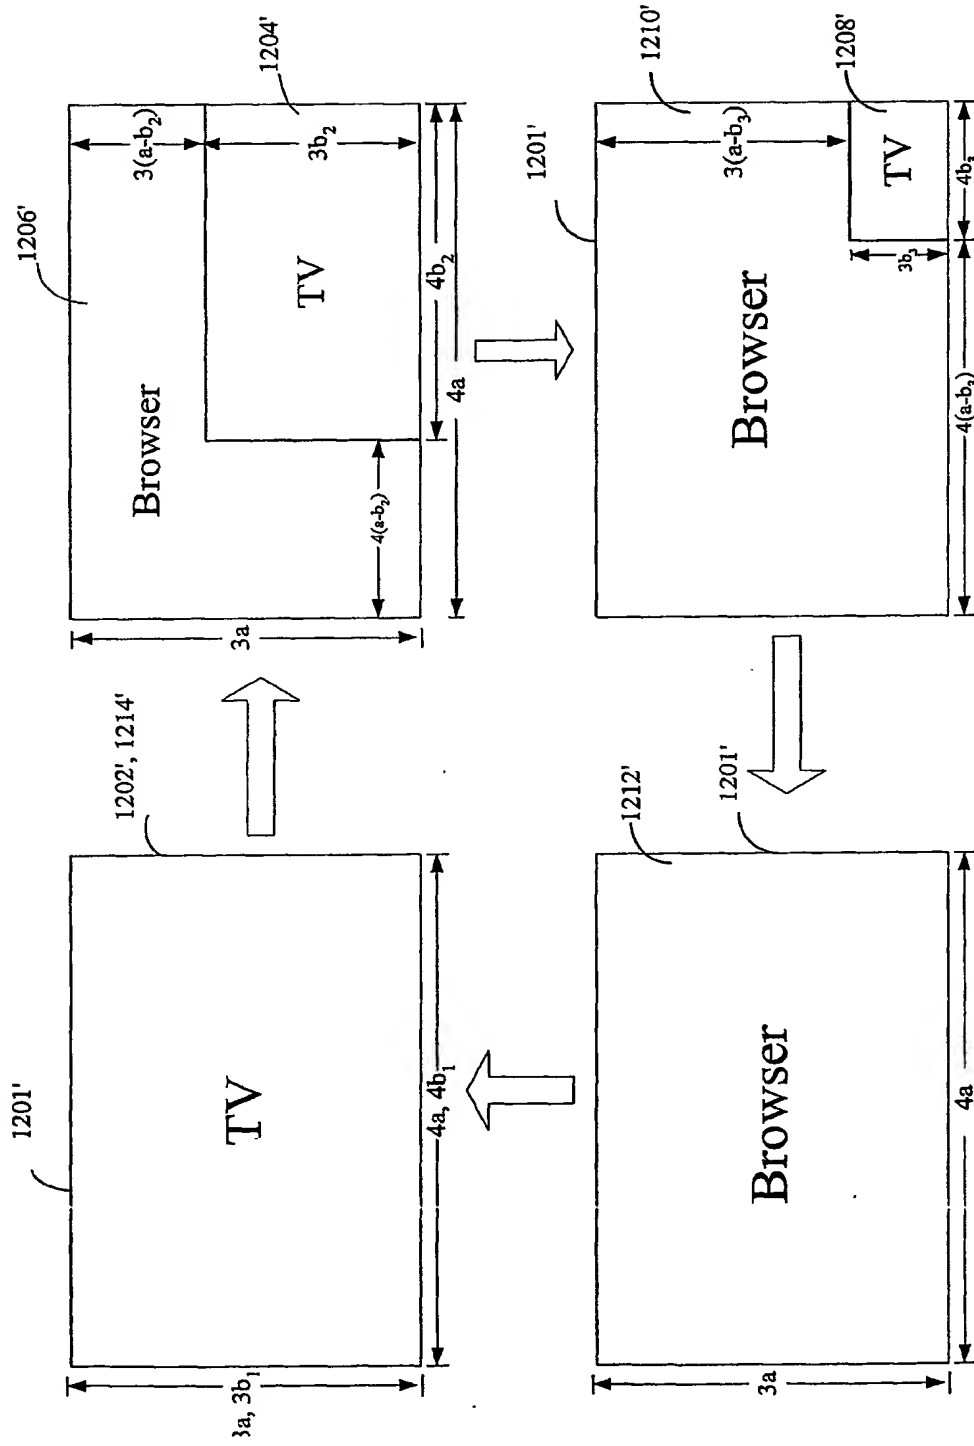 1201'
TV
3a, 3b₁
4a, 4b₁
1202', 1214'
1206'
Browser
3(a-b₂)
1204'
TV
3b₂
4b₂
4(a-b₂)
4a
3a
1201'
1210'
Browser
3(a-b₃)
1208'
TV
3b₃
4b₃
4(a-b₃)
1212'
1201'
Browser
3a
4a